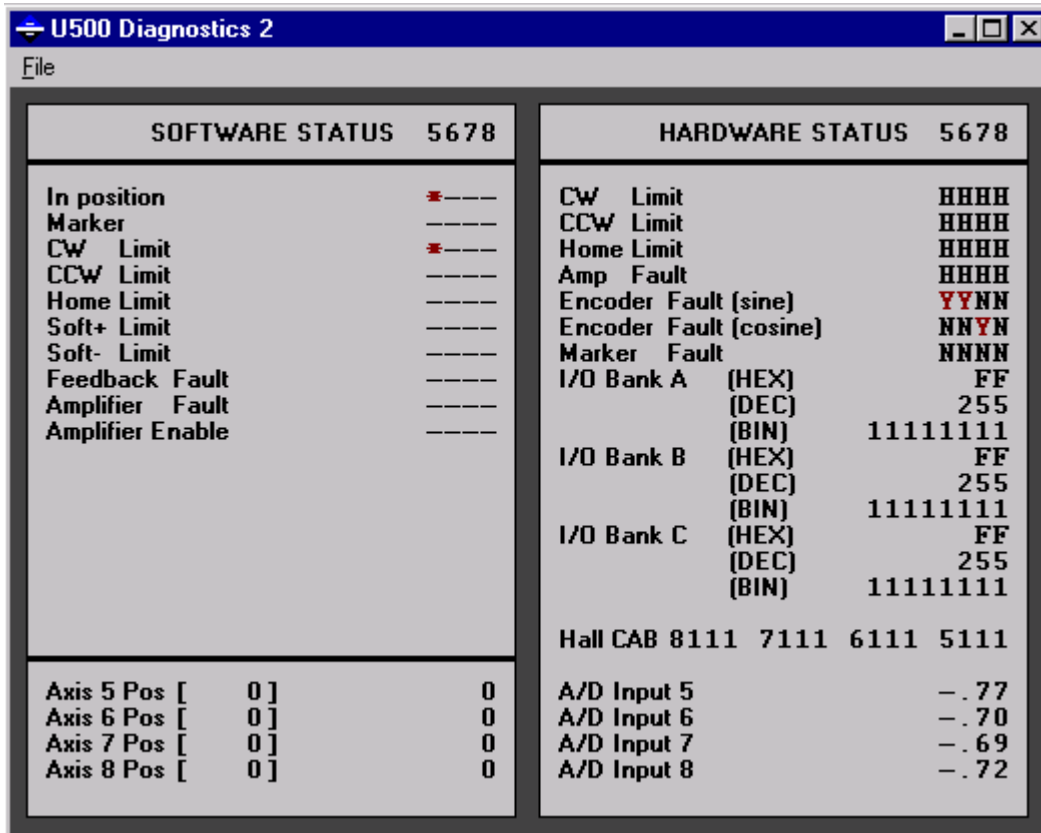 U500 Diagnostics 2
File
SOFTWARE STATUS 5678
In position *---
Marker ----
CW Limit *---
CCW Limit ----
Home Limit ----
Soft+ Limit ----
Soft- Limit ----
Feedback Fault ----
Amplifier Fault ----
Amplifier Enable ----
Axis 5 Pos [ 0] 0
Axis 6 Pos [ 0] 0
Axis 7 Pos [ 0] 0
Axis 8 Pos [ 0] 0
HARDWARE STATUS 5678
CW Limit HHHH
CCW Limit HHHH
Home Limit HHHH
Amp Fault HHHH
Encoder Fault (sine) YYNN
Encoder Fault (cosine) NNYN
Marker Fault NNNN
I/O Bank A (HEX) FF
(DEC) 255
(BIN) 11111111
I/O Bank B (HEX) FF
(DEC) 255
(BIN) 11111111
I/O Bank C (HEX) FF
(DEC) 255
(BIN) 11111111
Hall CAB 8111 7111 6111 5111
A/D Input 5 -.77
A/D Input 6 -.70
A/D Input 7 -.69
A/D Input 8 -.72